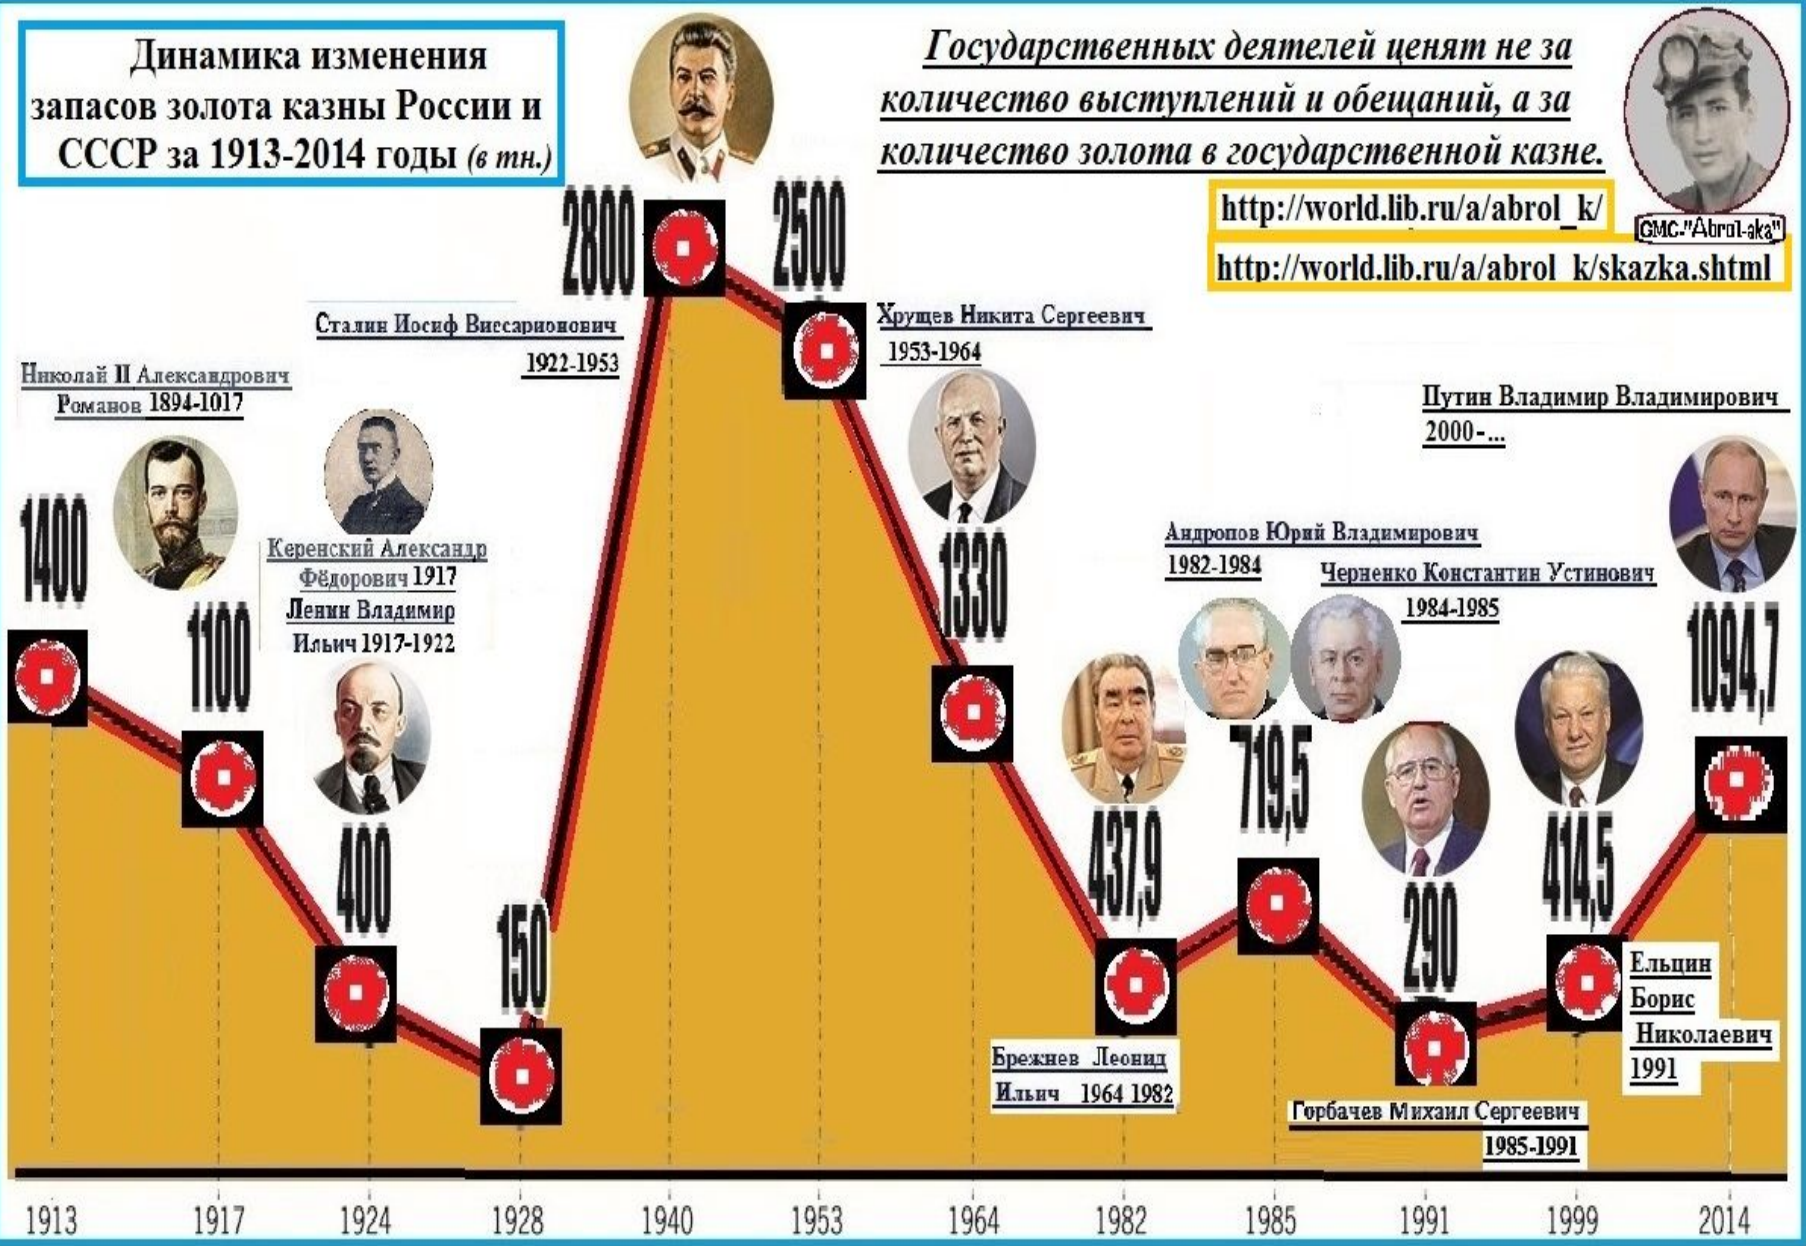 Динамика изменения
запасов золота казны России и
СССР за 1913-2014 годы (в тн.)
Государственных деятелей ценят не за
количество выступлений и обещаний, а за
количество золота в государственной казне.
http://world.lib.ru/a/abrol_k/
http://world.lib.ru/a/abrol_k/skazka.shtml
GMC-"Abrol-aka"
2800
2500
Сталин Иосиф Виссарионович
1922-1953
Хрущев Никита Сергеевич
1953-1964
Николай II Александрович
Романов 1894-1017
Путин Владимир Владимирович
2000-...
1400
1100
Керенский Александр
Фёдорович 1917
Ленин Владимир
Ильич 1917-1922
1330
Андропов Юрий Владимирович
1982-1984
Черненко Константин Устинович
1984-1985
1094,7
719,5
400
437,9
414,5
150
290
Ельцин
Борис
Николаевич
1991
Брежнев Леонид
Ильич 1964 1982
Горбачев Михаил Сергеевич
1985-1991
1913 1917 1924 1928 1940 1953 1964 1982 1985 1991 1999 2014